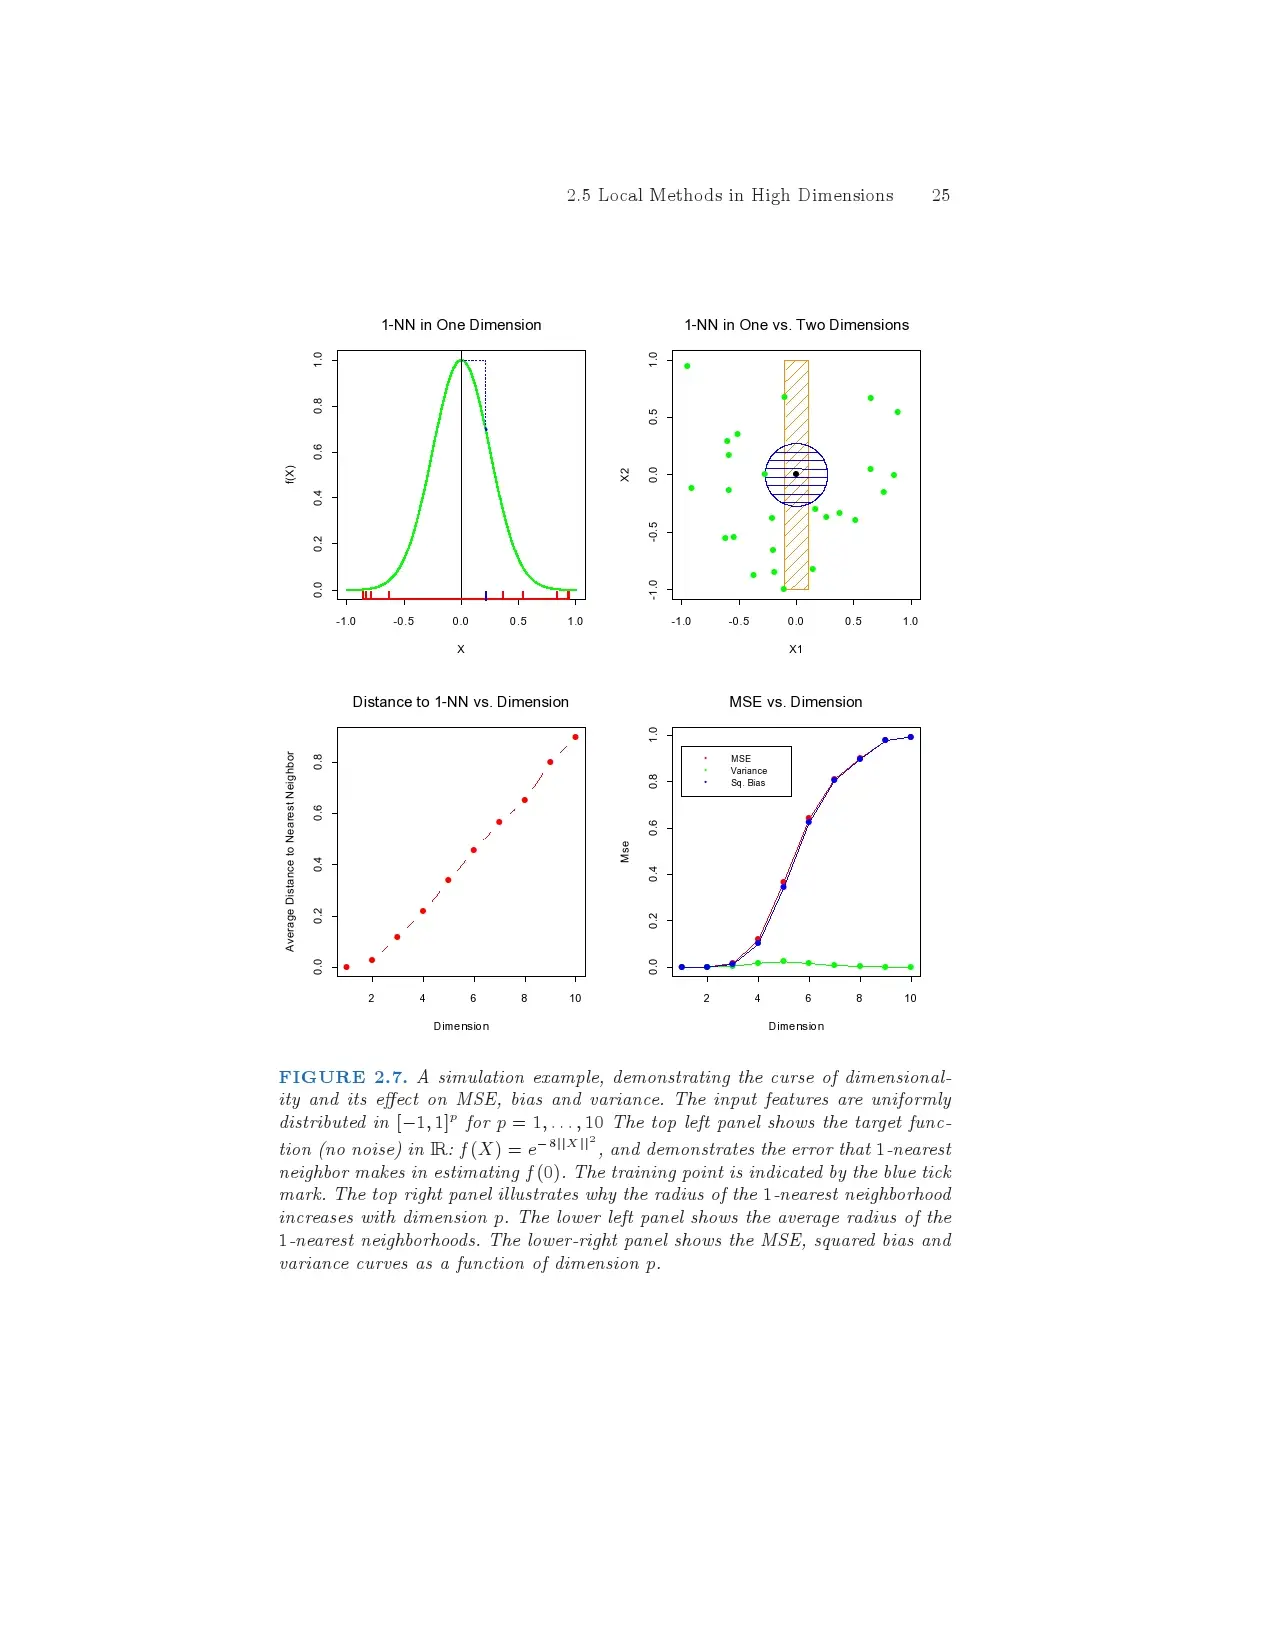 2.5 Local Methods in High Dimensions 25
1-NN in One Dimension
f(X)
0.0 0.2 0.4 0.6 0.8 1.0
-1.0 -0.5 0.0 0.5 1.0
X
1-NN in One vs. Two Dimensions
X2
-1.0 -0.5 0.0 0.5 1.0
-1.0 -0.5 0.0 0.5 1.0
X1
Distance to 1-NN vs. Dimension
Average Distance to Nearest Neighbor
0.0 0.2 0.4 0.6 0.8
2 4 6 8 10
Dimension
MSE vs. Dimension
Mse
0.0 0.2 0.4 0.6 0.8 1.0
MSE
Variance
Sq. Bias
2 4 6 8 10
Dimension
FIGURE 2.7. A simulation example, demonstrating the curse of dimensional-
ity and its effect on MSE, bias and variance. The input features are uniformly
distributed in [−1, 1]ᵖ for p = 1, . . . , 10 The top left panel shows the target func-
tion (no noise) in ℝ: f(X) = e^{−8||X||²}, and demonstrates the error that 1-nearest
neighbor makes in estimating f(0). The training point is indicated by the blue tick
mark. The top right panel illustrates why the radius of the 1-nearest neighborhood
increases with dimension p. The lower left panel shows the average radius of the
1-nearest neighborhoods. The lower-right panel shows the MSE, squared bias and
variance curves as a function of dimension p.